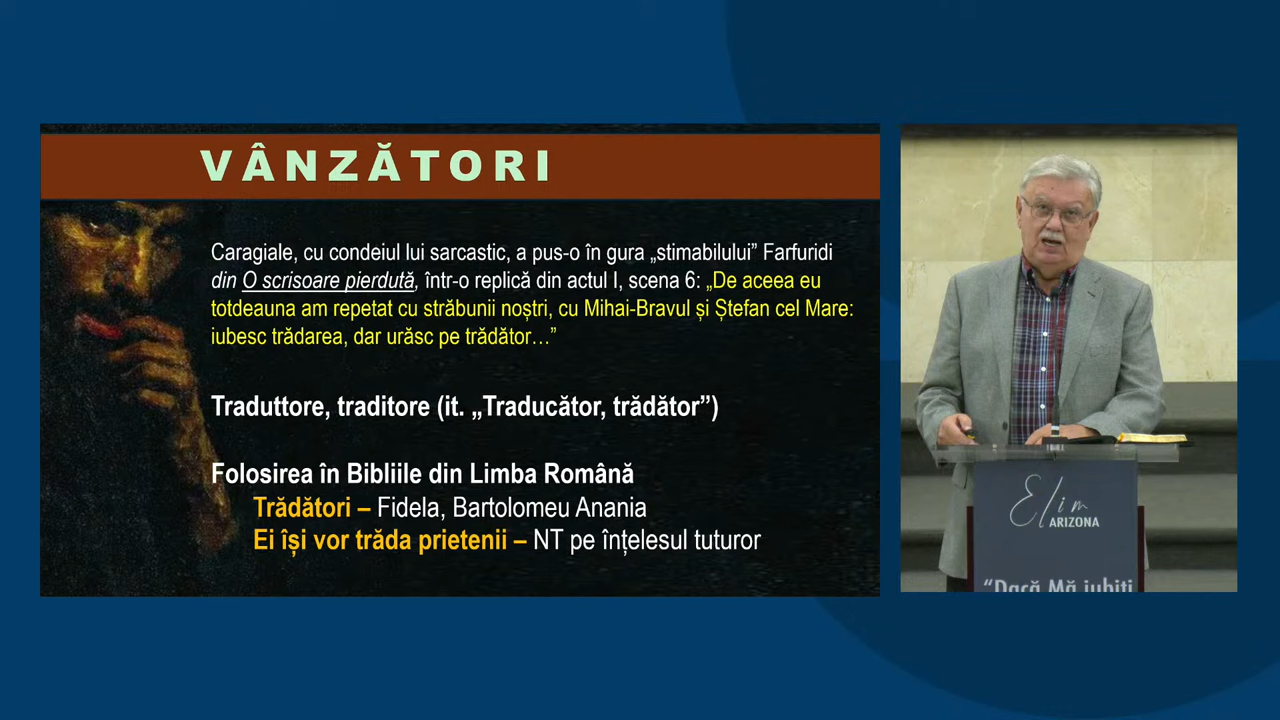 VÂNZĂTORI
Caragiale, cu condeiul lui sarcastic, a pus-o în gura „stimabilului” Farfuridi
din O scrisoare pierdută, într-o replică din actul I, scena 6: „De aceea eu
totdeauna am repetat cu străbunii noștri, cu Mihai-Bravul și Ștefan cel Mare:
iubesc trădarea, dar urăsc pe trădător…”
Traduttore, traditore (it. „Traducător, trădător”)
Folosirea în Bibliile din Limba Română
Trădători – Fidela, Bartolomeu Anania
Ei își vor trăda prietenii – NT pe înțelesul tuturor
Elim
ARIZONA
“Dacă Mă iubiți